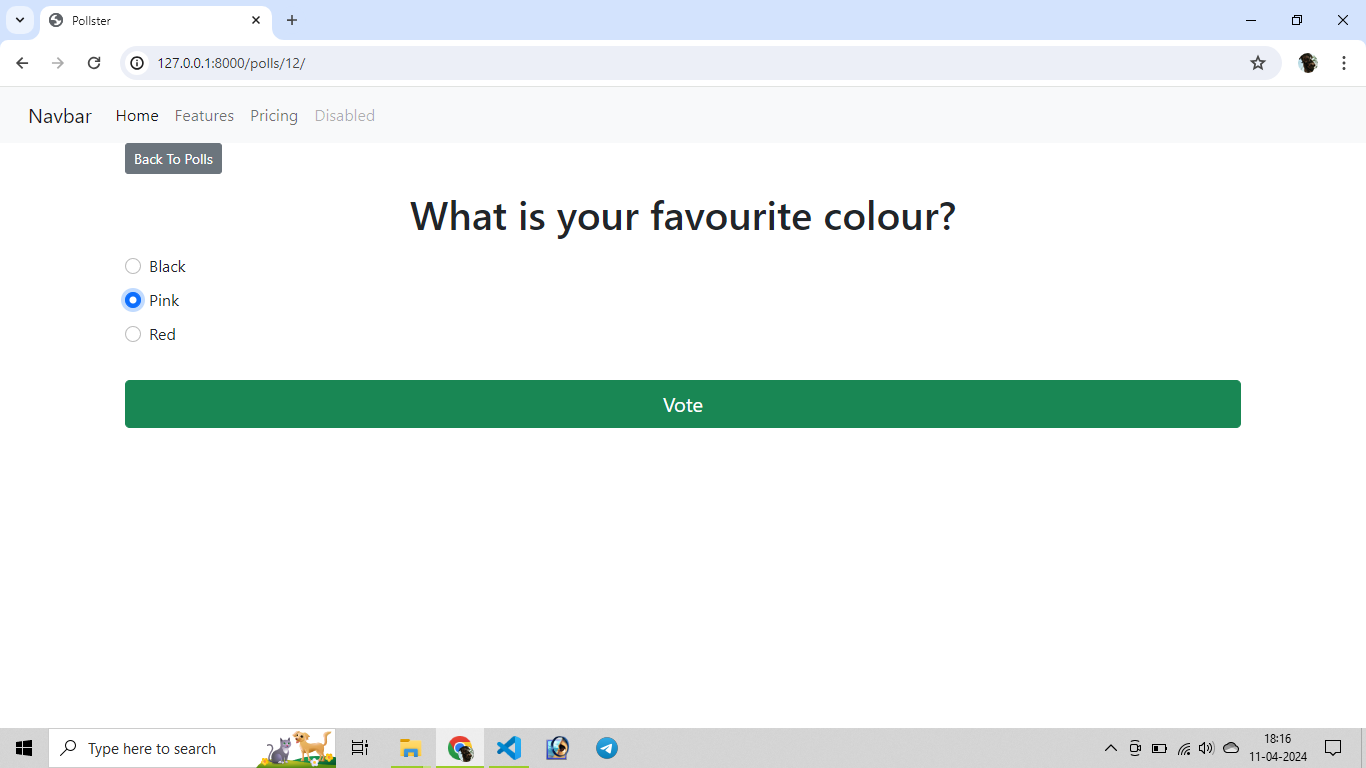 Pollster
127.0.0.1:8000/polls/12/
Navbar Home Features Pricing Disabled
Back To Polls
What is your favourite colour?
Black
Pink
Red
Vote
Type here to search
18:16
11-04-2024